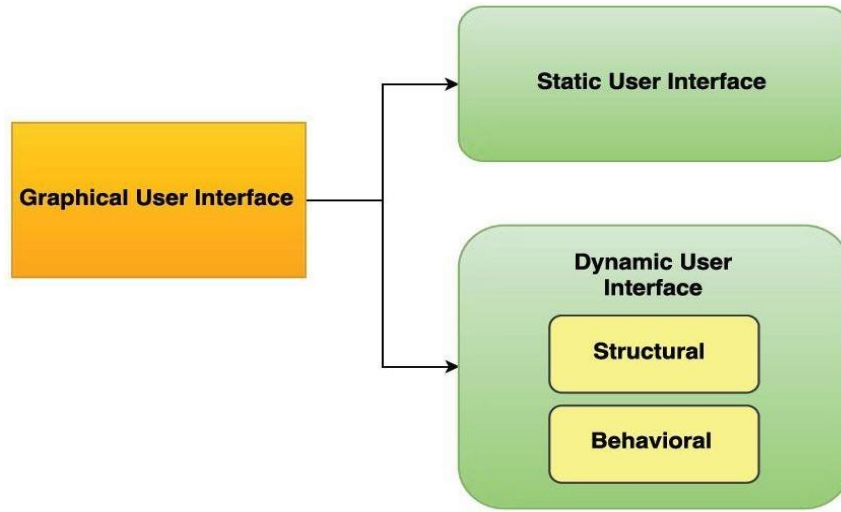 Graphical User Interface
Static User Interface
Dynamic User
Interface
Structural
Behavioral